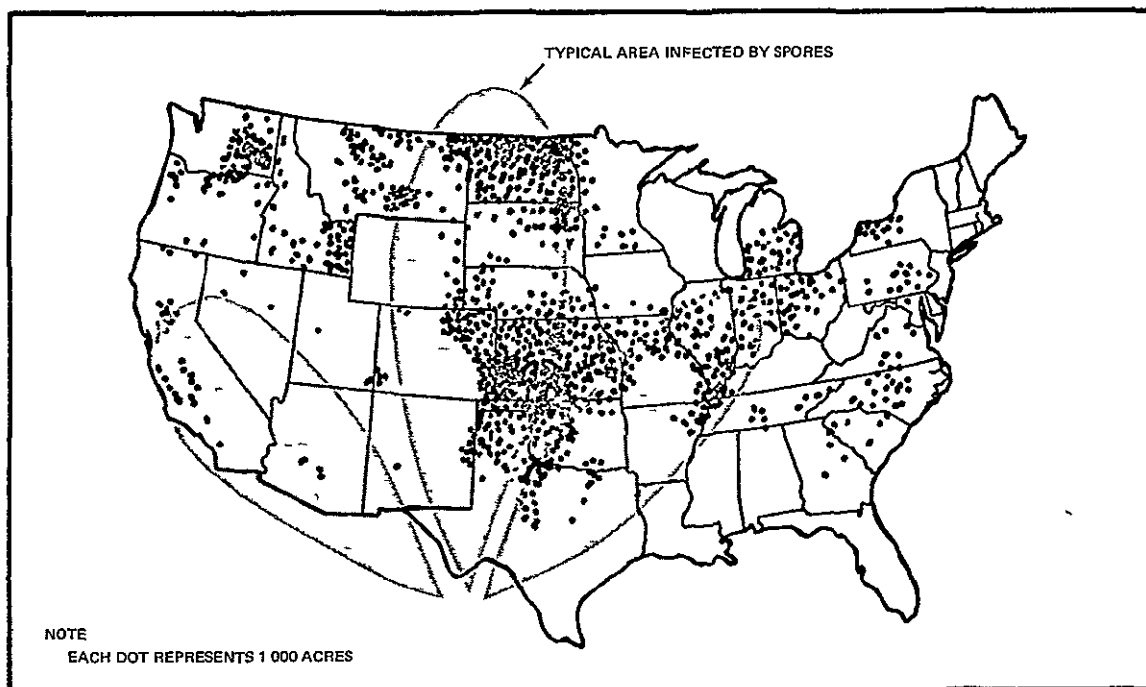 TYPICAL AREA INFECTED BY SPORES
NOTE
EACH DOT REPRESENTS 1 000 ACRES